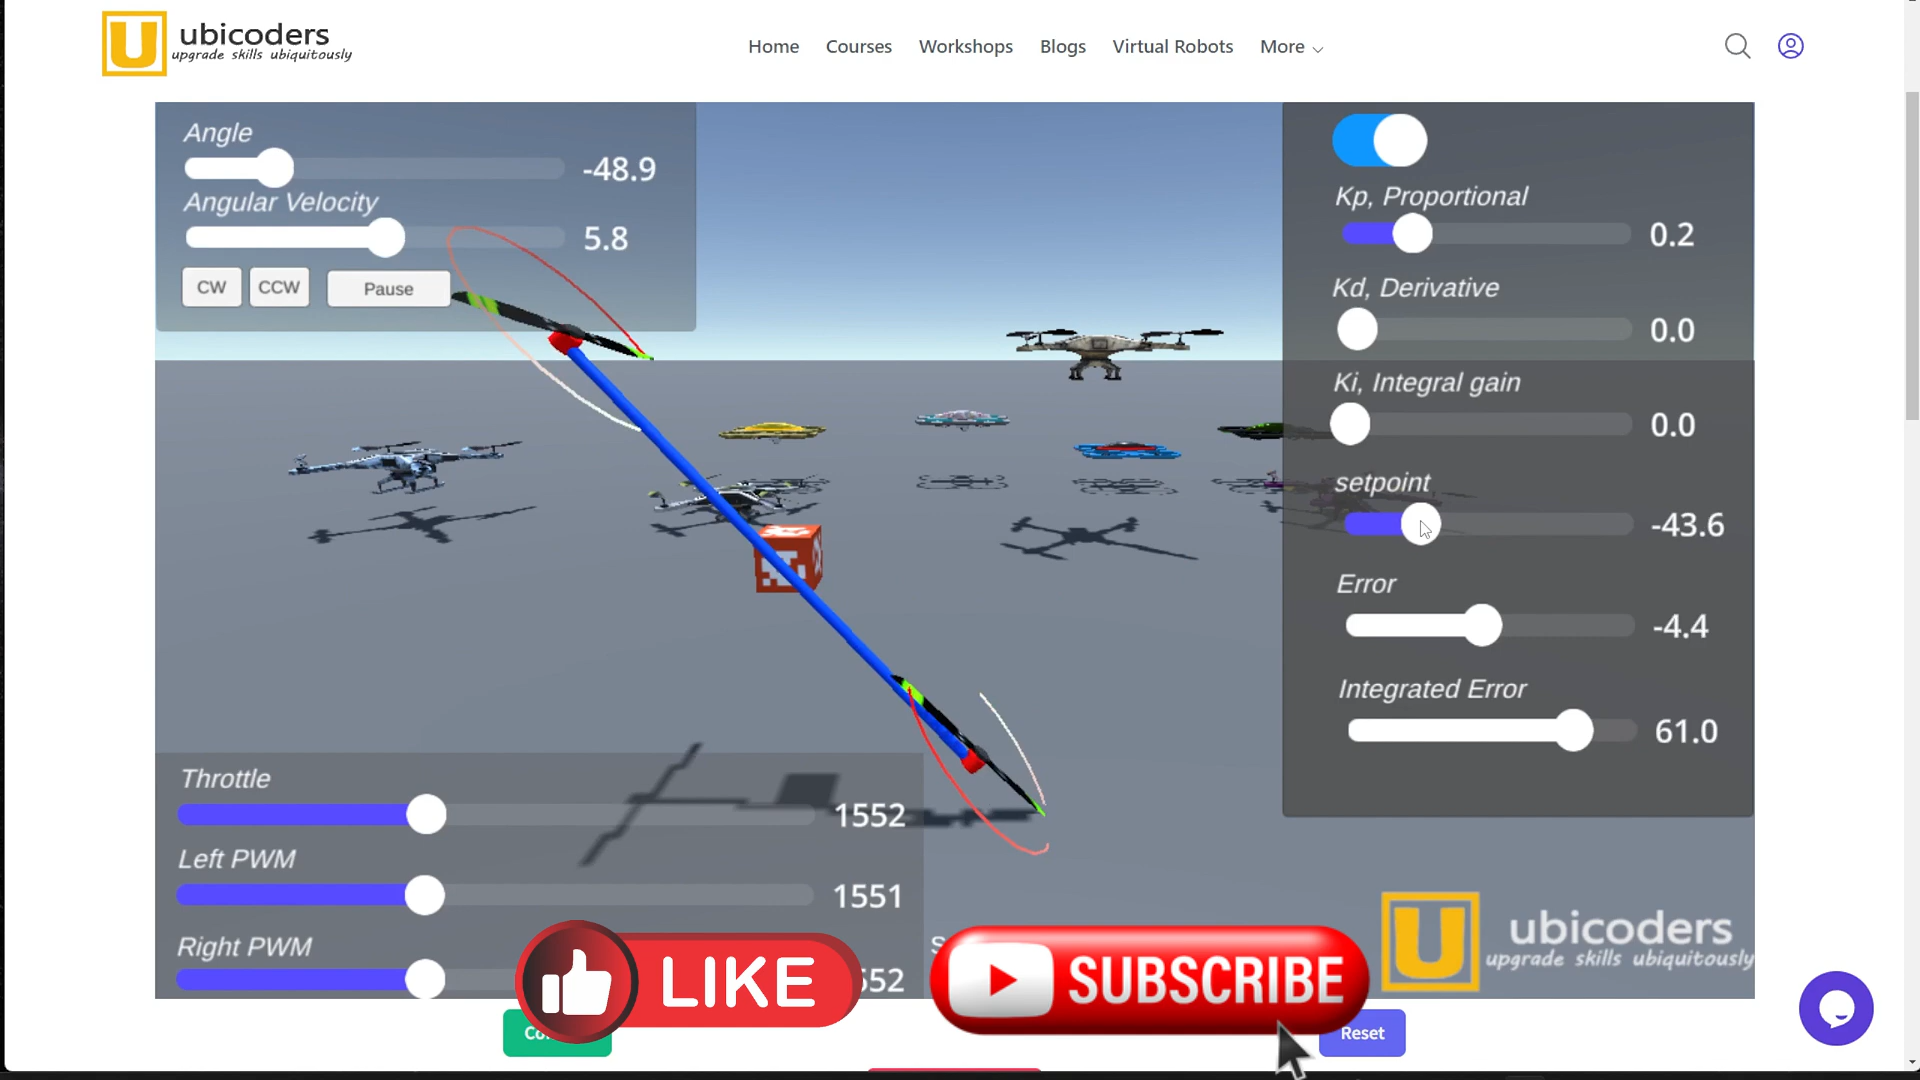 ubicoders
upgrade skills ubiquitously
Home Courses Workshops Blogs Virtual Robots More
Angle
-48.9
Angular Velocity
5.8
CW CCW Pause
Kp, Proportional
0.2
Kd, Derivative
0.0
Ki, Integral gain
0.0
setpoint
-43.6
Error
-4.4
Integrated Error
61.0
Throttle
1552
Left PWM
1551
Right PWM
LIKE
SUBSCRIBE
ubicoders
upgrade skills ubiquitously
Reset